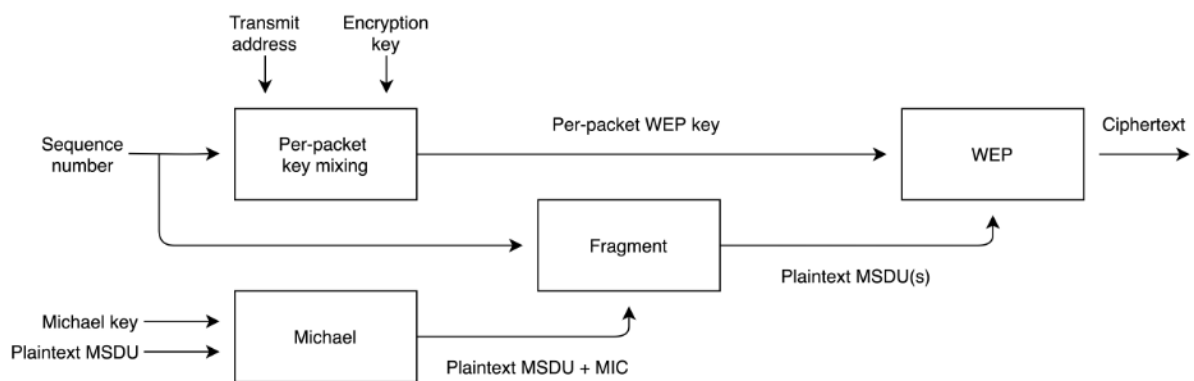 Transmit
address
Encryption
key
Sequence
number
Per-packet
key mixing
Per-packet WEP key
WEP
Ciphertext
Fragment
Plaintext MSDU(s)
Michael key
Plaintext MSDU
Michael
Plaintext MSDU + MIC